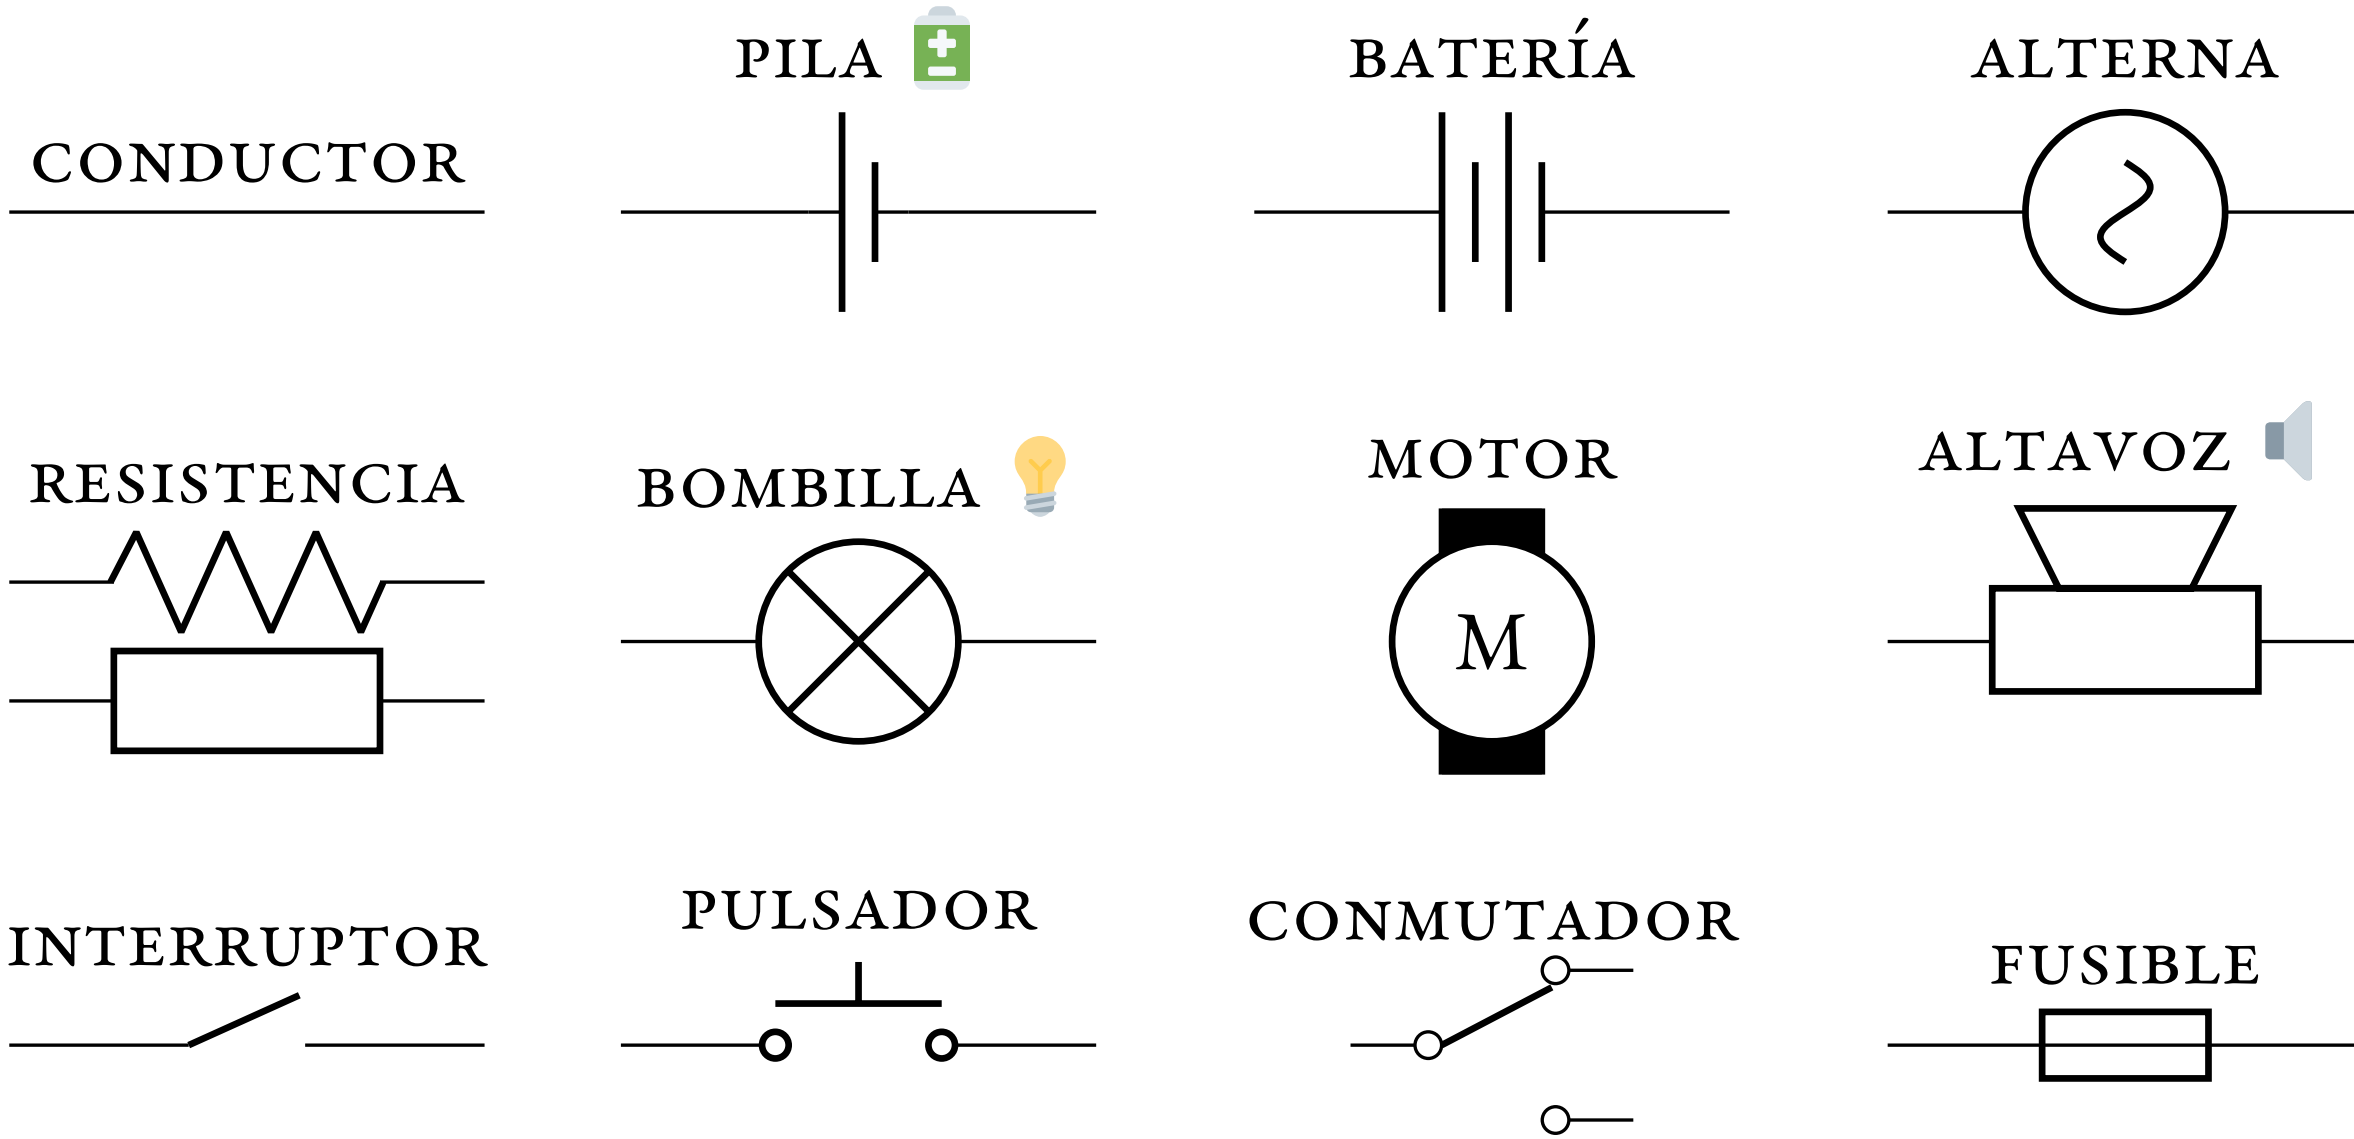 PILA
BATERÍA
ALTERNA
CONDUCTOR
RESISTENCIA
BOMBILLA
MOTOR
ALTAVOZ
M
INTERRUPTOR
PULSADOR
CONMUTADOR
FUSIBLE